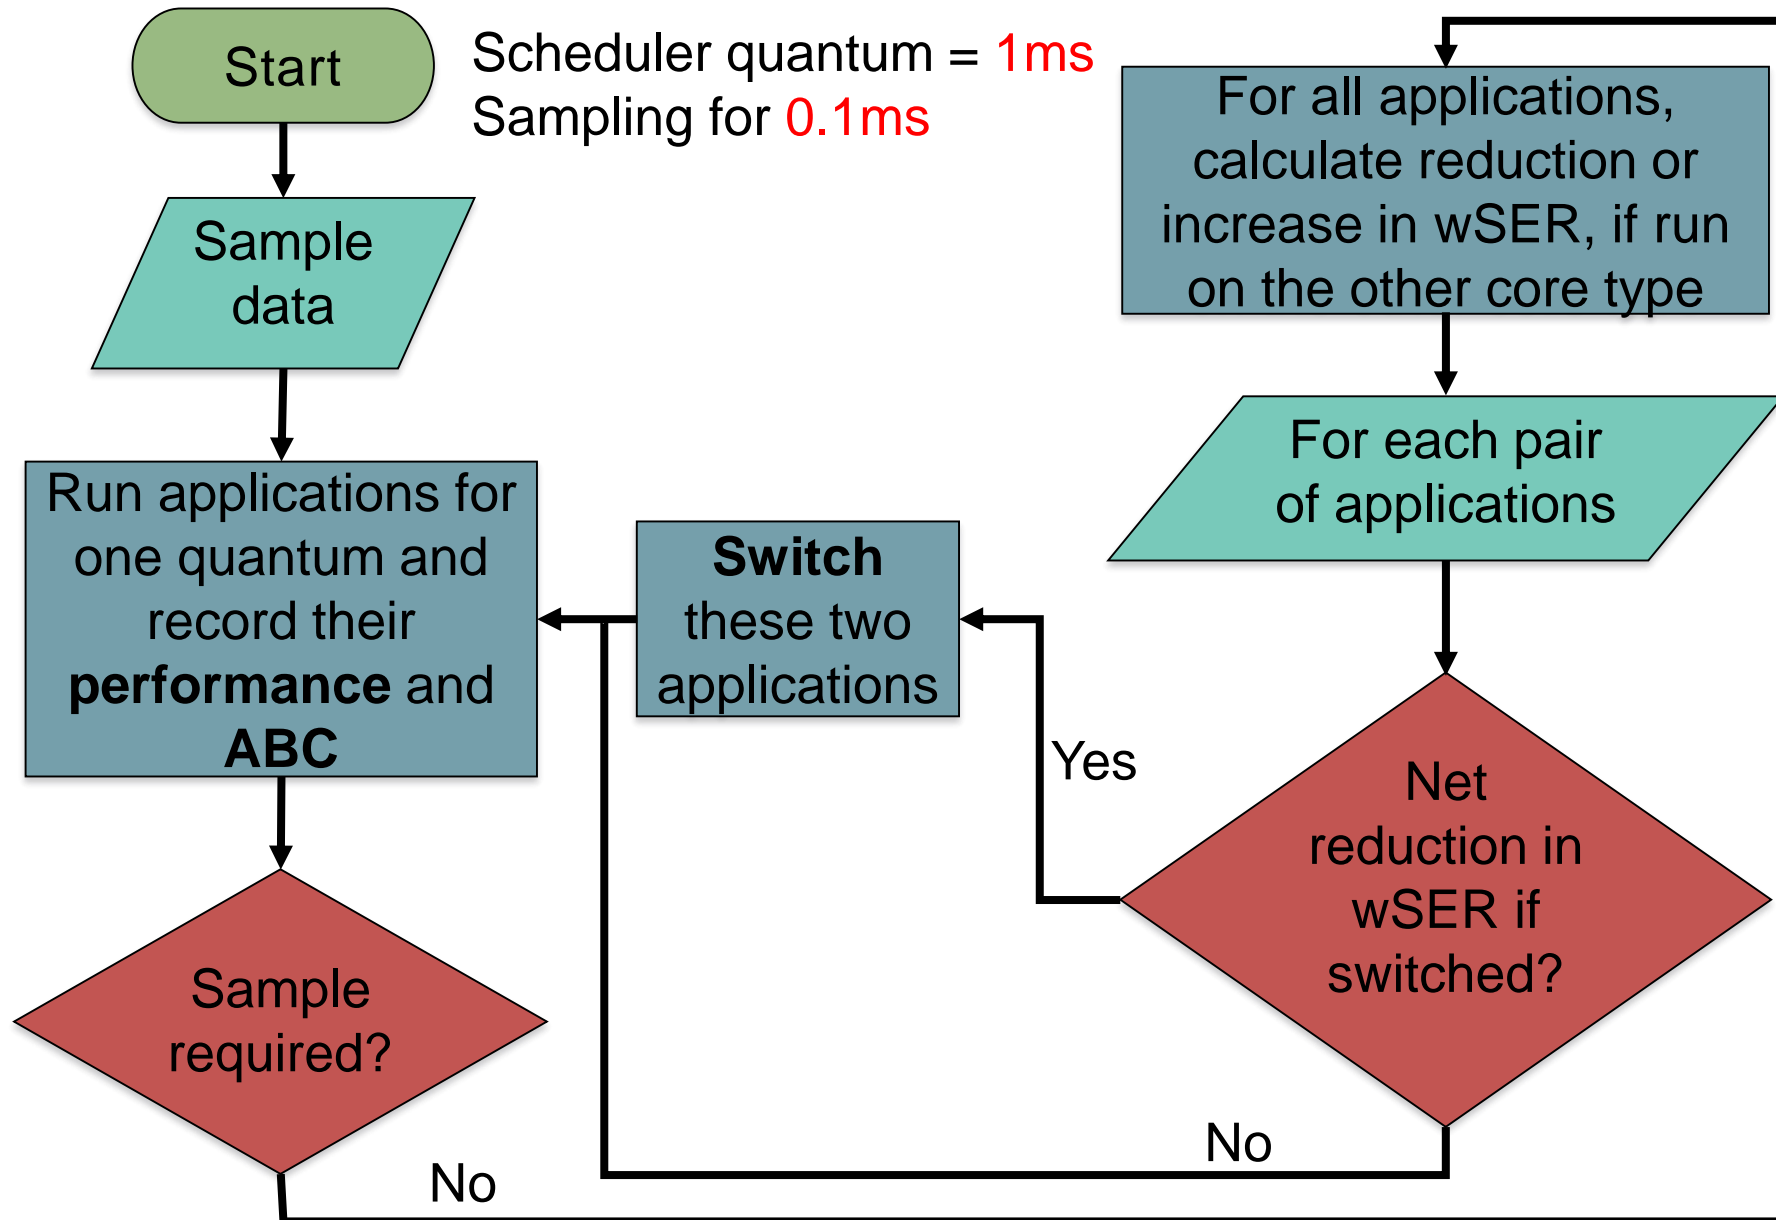 Start
Scheduler quantum = 1ms
Sampling for 0.1ms
Sample
data
Run applications for
one quantum and
record their
performance and
ABC
Sample
required?
No
Switch
these two
applications
For all applications,
calculate reduction or
increase in wSER, if run
on the other core type
For each pair
of applications
Net
reduction in
wSER if
switched?
Yes
No